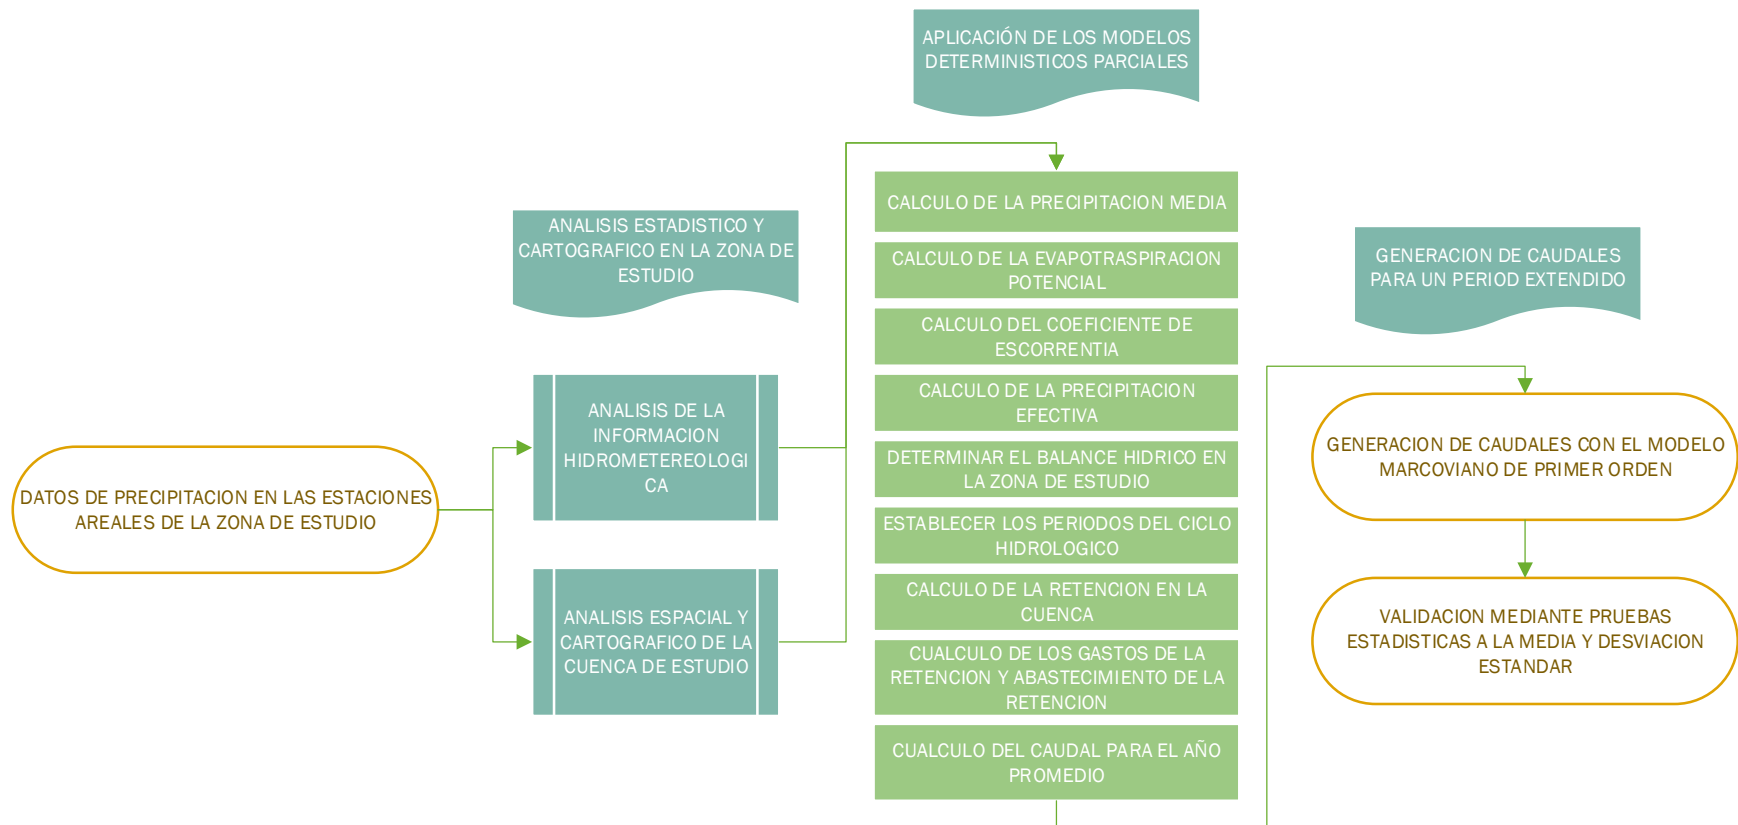 DATOS DE PRECIPITACION EN LAS ESTACIONES
AREALES DE LA ZONA DE ESTUDIO
ANALISIS ESTADISTICO Y
CARTOGRAFICO EN LA ZONA DE
ESTUDIO
ANALISIS DE LA
INFORMACION
HIDROMETEREOLOGI
CA
ANALISIS ESPACIAL Y
CARTOGRAFICO DE LA
CUENCA DE ESTUDIO
APLICACIÓN DE LOS MODELOS
DETERMINISTICOS PARCIALES
CALCULO DE LA PRECIPITACION MEDIA
CALCULO DE LA EVAPOTRASPIRACION
POTENCIAL
CALCULO DEL COEFICIENTE DE
ESCORRENTIA
CALCULO DE LA PRECIPITACION
EFECTIVA
DETERMINAR EL BALANCE HIDRICO EN
LA ZONA DE ESTUDIO
ESTABLECER LOS PERIODOS DEL CICLO
HIDROLOGICO
CALCULO DE LA RETENCION EN LA
CUENCA
CUALCULO DE LOS GASTOS DE LA
RETENCION Y ABASTECIMIENTO DE LA
RETENCION
CUALCULO DEL CAUDAL PARA EL AÑO
PROMEDIO
GENERACION DE CAUDALES
PARA UN PERIOD EXTENDIDO
GENERACION DE CAUDALES CON EL MODELO
MARCOVIANO DE PRIMER ORDEN
VALIDACION MEDIANTE PRUEBAS
ESTADISTICAS A LA MEDIA Y DESVIACION
ESTANDAR